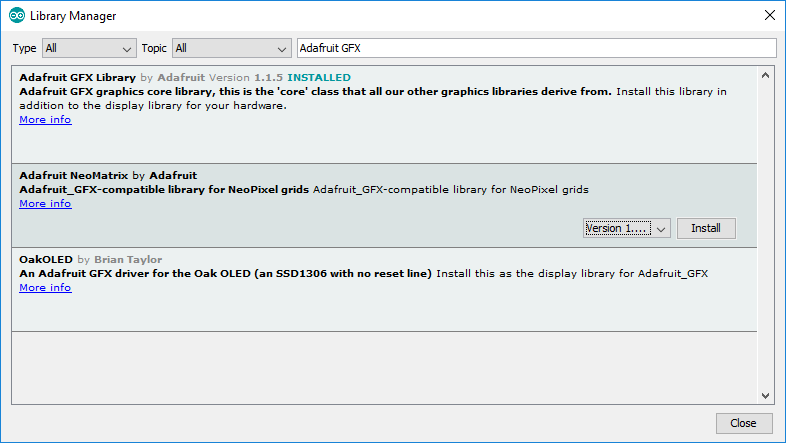 Library Manager
Type All Topic All Adafruit GFX
Adafruit GFX Library by Adafruit Version 1.1.5 INSTALLED
Adafruit GFX graphics core library, this is the 'core' class that all our other graphics libraries derive from. Install this library in
addition to the display library for your hardware.
More info
Adafruit NeoMatrix by Adafruit
Adafruit_GFX-compatible library for NeoPixel grids Adafruit_GFX-compatible library for NeoPixel grids
More info
Version 1.... Install
OakOLED by Brian Taylor
An Adafruit GFX driver for the Oak OLED (an SSD1306 with no reset line) Install this as the display library for Adafruit_GFX
More info
Close